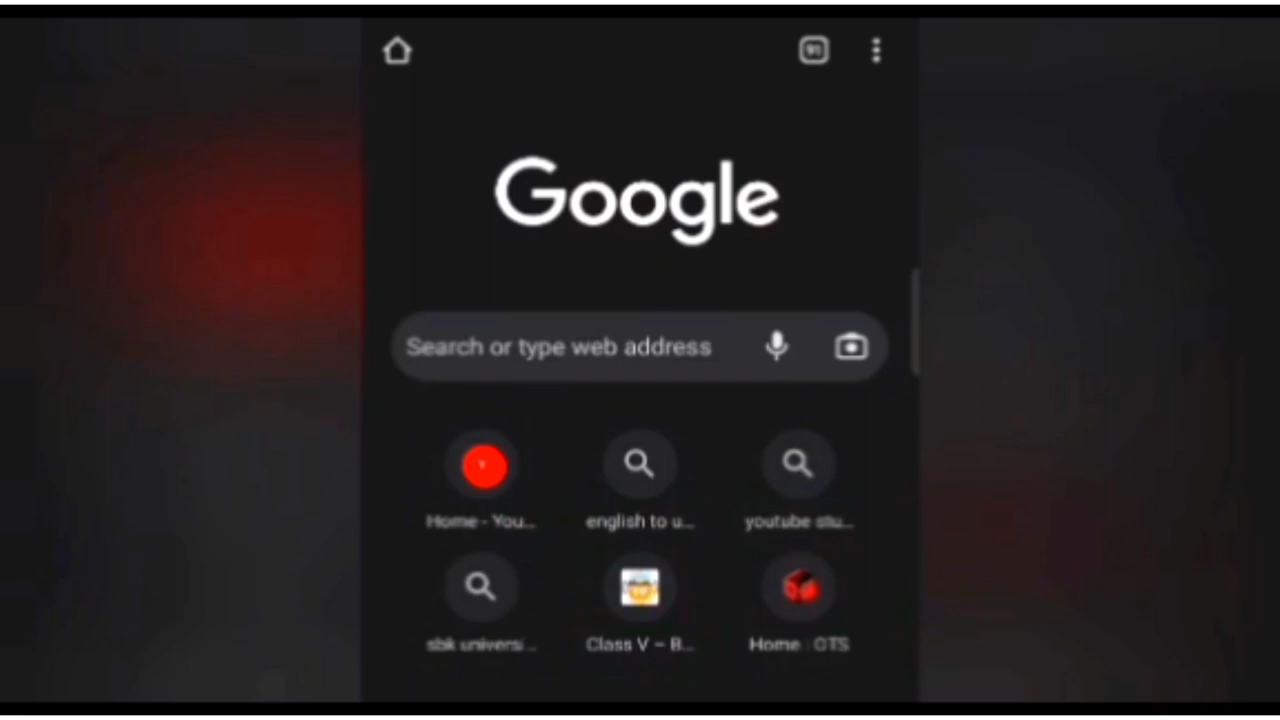 Google
Search or type web address
Home - You...
english to u...
youtube stu...
sbk universi...
Class V – B...
Home : OTS